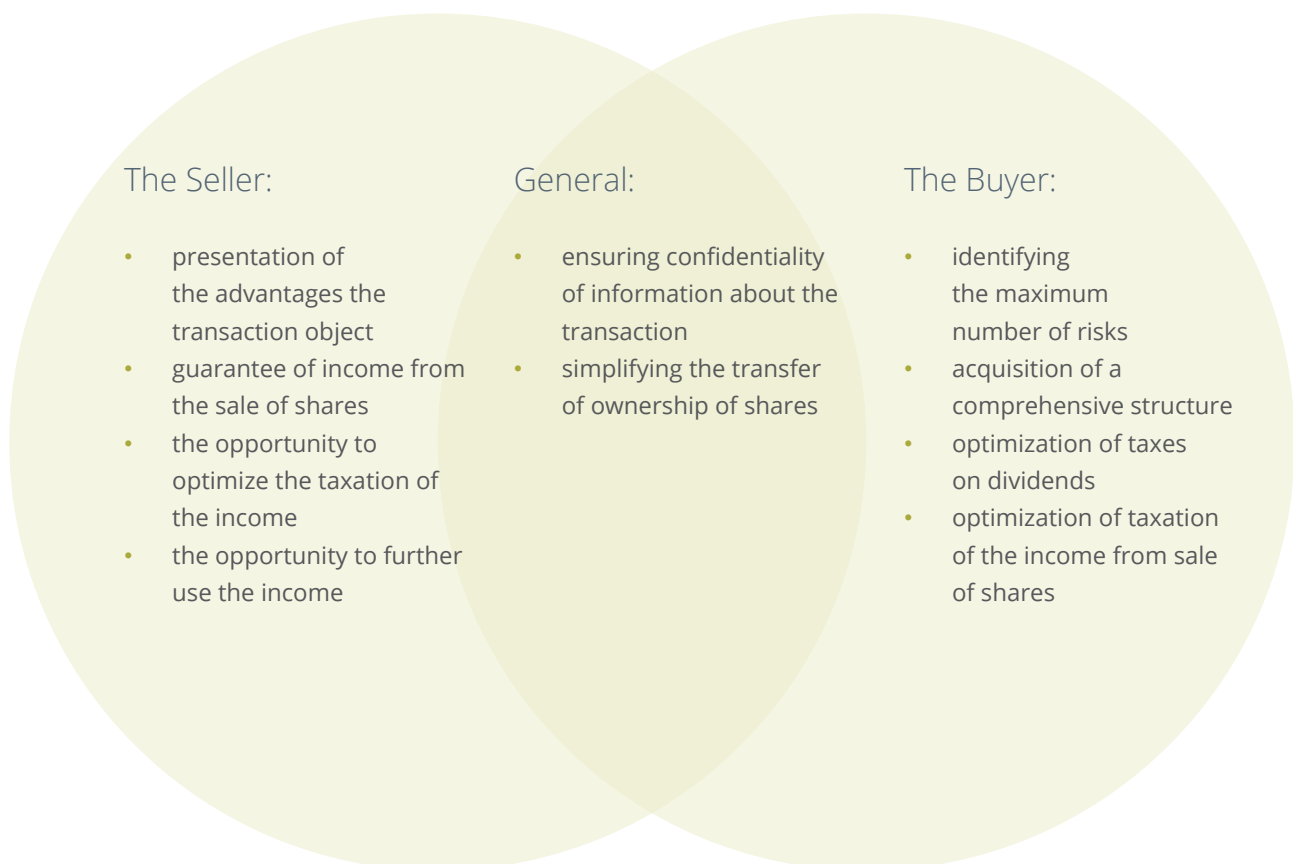 The Seller:
• presentation of
the advantages the
transaction object
• guarantee of income from
the sale of shares
• the opportunity to
optimize the taxation of
the income
• the opportunity to further
use the income
General:
• ensuring confidentiality
of information about the
transaction
• simplifying the transfer
of ownership of shares
The Buyer:
• identifying
the maximum
number of risks
• acquisition of a
comprehensive structure
• optimization of taxes
on dividends
• optimization of taxation
of the income from sale
of shares